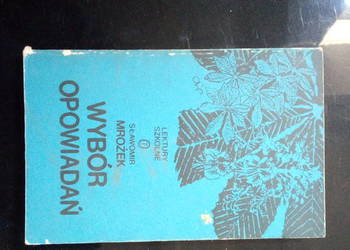 LEKTURY
SZKOLNE
SŁAWOMIR
MROŻEK
WYBÓR
OPOWIADAŃ